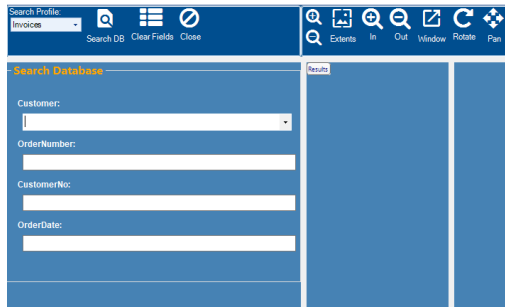 Search Profile:
Invoices
Search DB Clear Fields Close
Extents In Out Window Rotate Pan
Search Database
Customer:
OrderNumber:
CustomerNo:
OrderDate:
Results